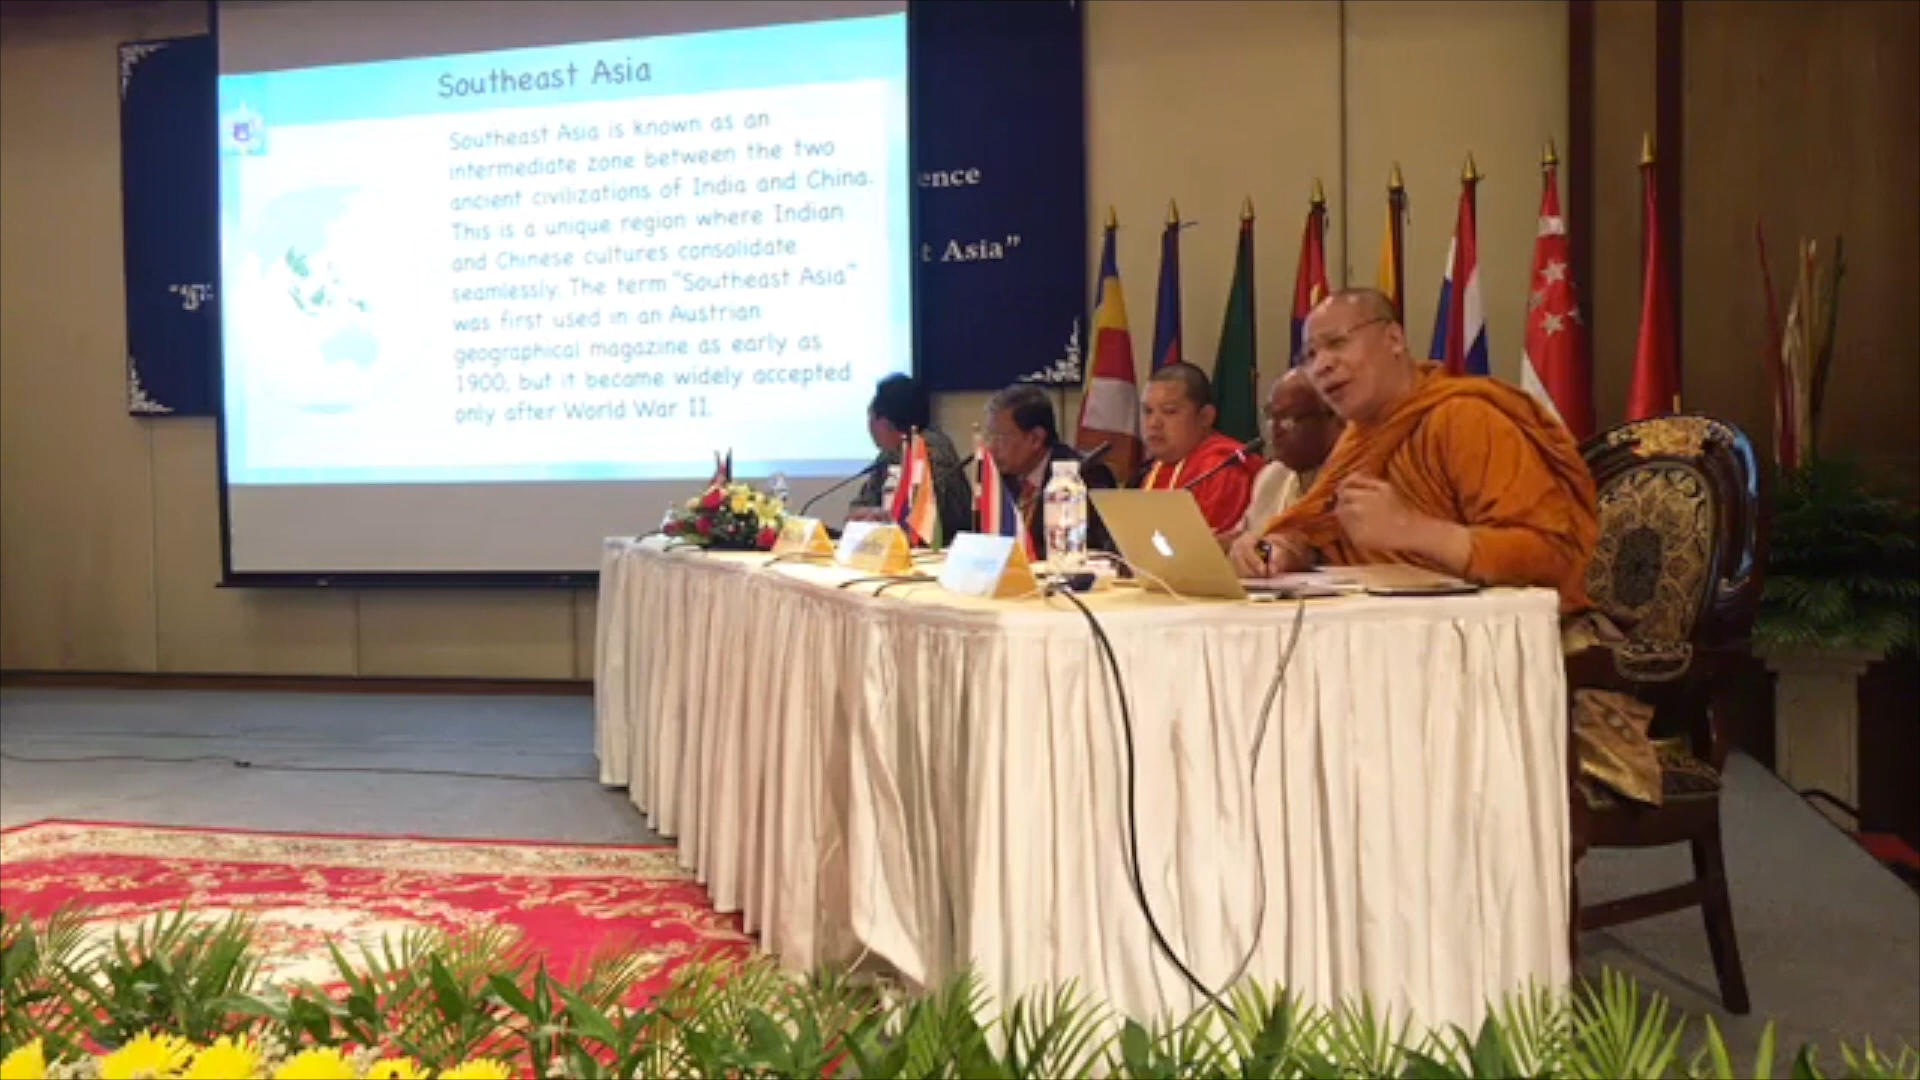 Southeast Asia
Southeast Asia is known as an
intermediate zone between the two
ancient civilizations of India and China.
This is a unique region where Indian
and Chinese cultures consolidate
seamlessly. The term "Southeast Asia"
was first used in an Austrian
geographical magazine as early as
1900, but it became widely accepted
only after World War II.
ence
t Asia"